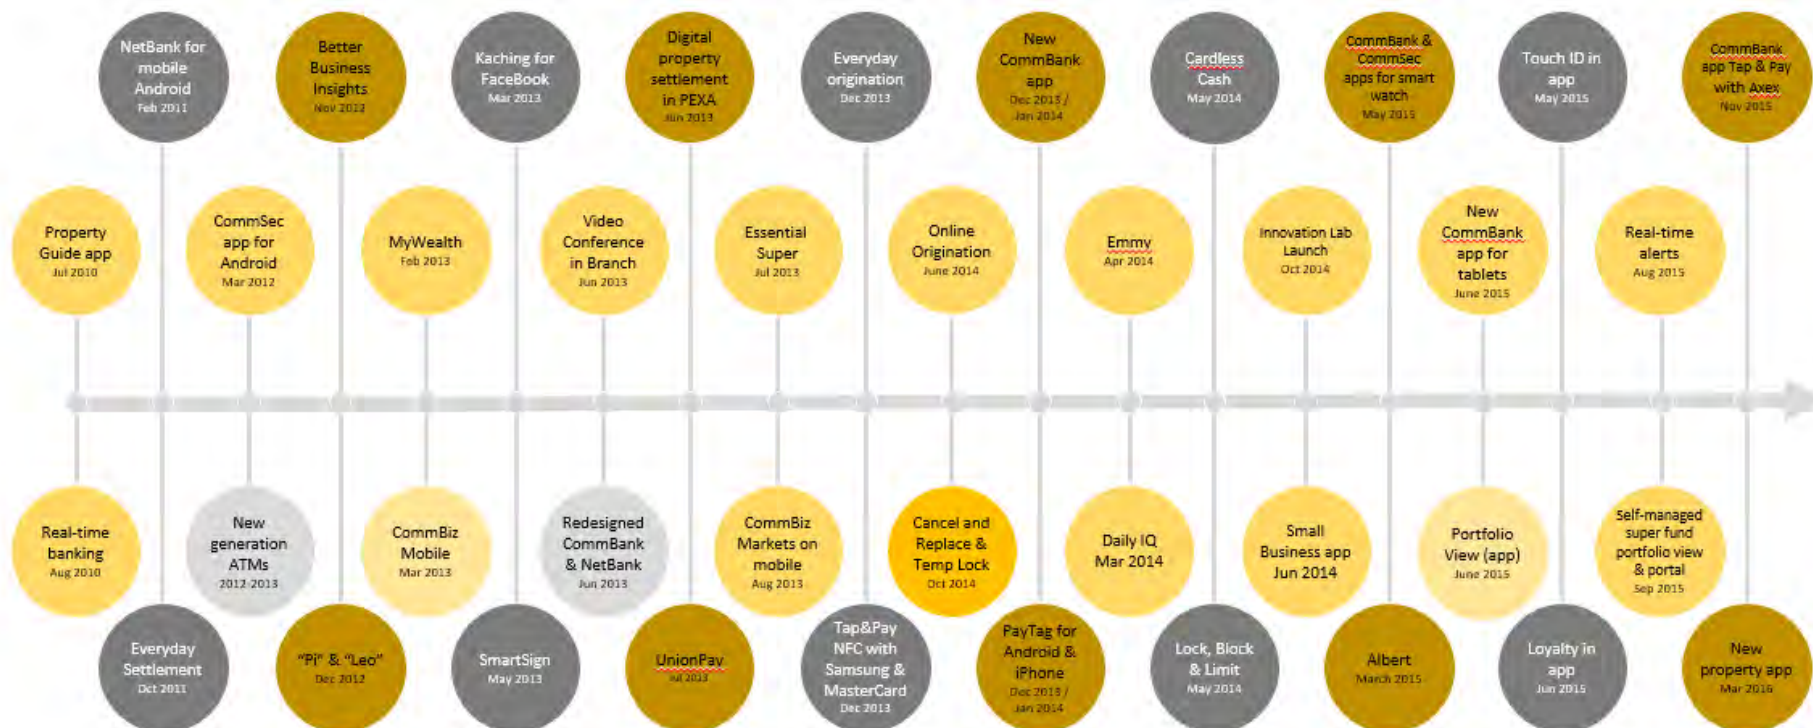 NetBank for
mobile
Android
Feb 2011
Better
Business
Insights
Nov 2012
Kaching for
FaceBook
Mar 2013
Digital
property
settlement
in PEXA
Jun 2013
Everyday
origination
Dec 2013
New
CommBank
app
Dec 2013 /
Jan 2014
Cardless
Cash
May 2014
CommBank &
CommSec
apps for smart
watch
May 2015
Touch ID in
app
May 2015
CommBank
app Tap & Pay
with Axex
Nov 2015
Property
Guide app
Jul 2010
CommSec
app for
Android
Mar 2012
MyWealth
Feb 2013
Video
Conference
in Branch
Jun 2013
Essential
Super
Jul 2013
Online
Origination
June 2014
Emmy
Apr 2014
Innovation Lab
Launch
Oct 2014
New
CommBank
app for
tablets
June 2015
Real-time
alerts
Aug 2015
Real-time
banking
Aug 2010
New
generation
ATMs
2012-2013
CommBiz
Mobile
Mar 2013
Redesigned
CommBank
& NetBank
Jun 2013
CommBiz
Markets on
mobile
Aug 2013
Cancel and
Replace &
Temp Lock
Oct 2014
Daily IQ
Mar 2014
Small
Business app
Jun 2014
Portfolio
View (app)
June 2015
Self-managed
super fund
portfolio view
& portal
Sep 2015
Everyday
Settlement
Oct 2011
"Pi" & "Leo"
Dec 2012
SmartSign
May 2013
UnionPay
Jul 2013
Tap&Pay
NFC with
Samsung &
MasterCard
Dec 2013
PayTag for
Android &
iPhone
Dec 2013 /
Jan 2014
Lock, Block
& Limit
May 2014
Albert
March 2015
Loyalty in
app
Jun 2015
New
property app
Mar 2016